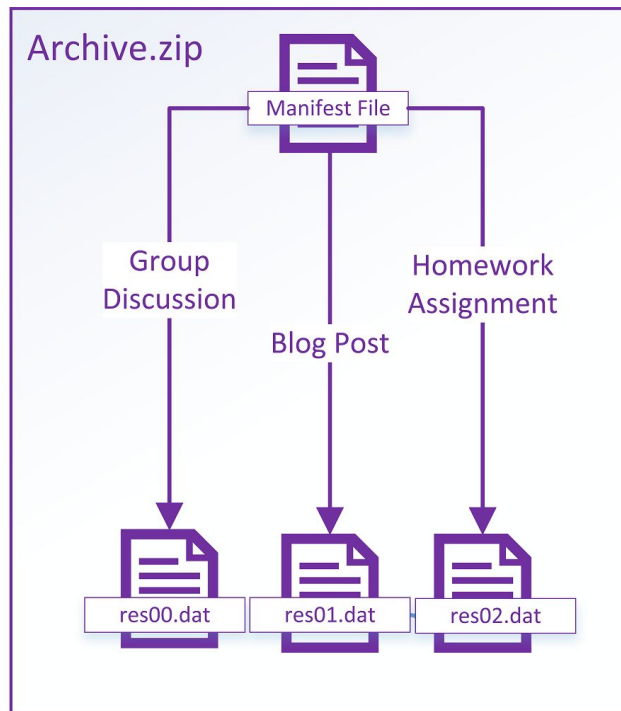 Archive.zip
Manifest File
Group
Discussion
Homework
Assignment
Blog Post
res00.dat
res01.dat
res02.dat